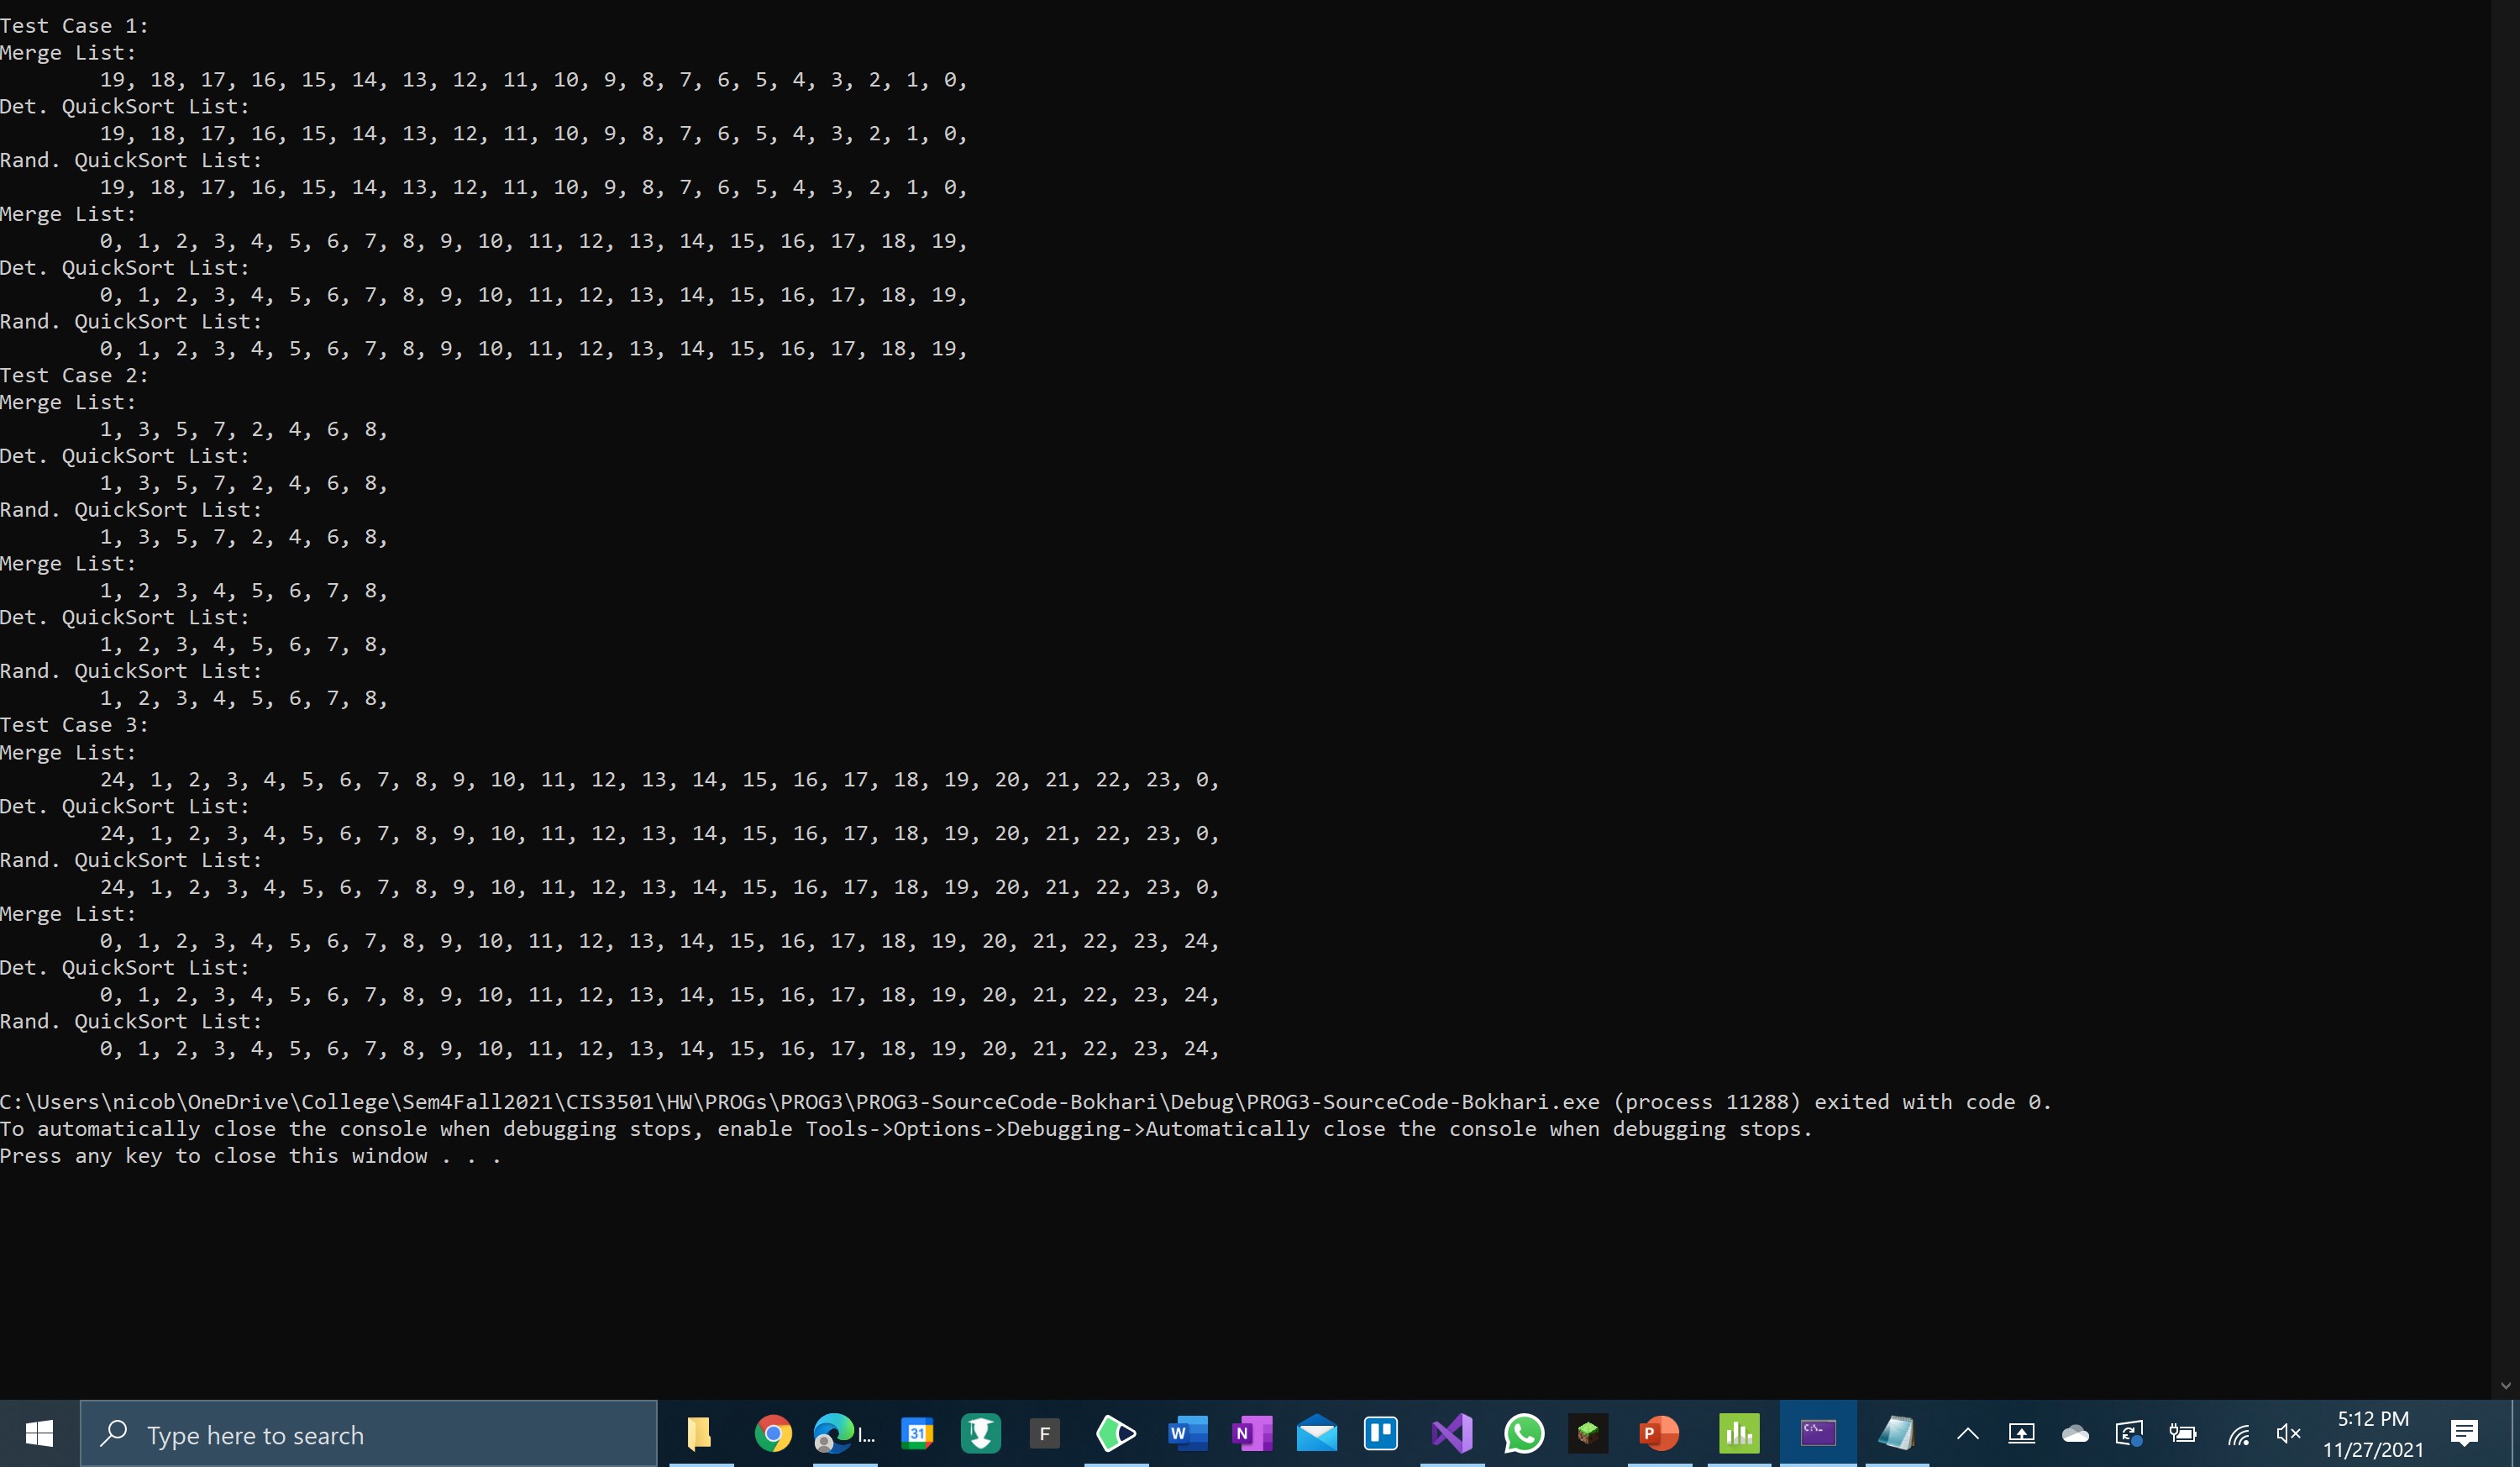 Test Case 1:
Merge List:
19, 18, 17, 16, 15, 14, 13, 12, 11, 10, 9, 8, 7, 6, 5, 4, 3, 2, 1, 0,
Det. QuickSort List:
19, 18, 17, 16, 15, 14, 13, 12, 11, 10, 9, 8, 7, 6, 5, 4, 3, 2, 1, 0,
Rand. QuickSort List:
19, 18, 17, 16, 15, 14, 13, 12, 11, 10, 9, 8, 7, 6, 5, 4, 3, 2, 1, 0,
Merge List:
0, 1, 2, 3, 4, 5, 6, 7, 8, 9, 10, 11, 12, 13, 14, 15, 16, 17, 18, 19,
Det. QuickSort List:
0, 1, 2, 3, 4, 5, 6, 7, 8, 9, 10, 11, 12, 13, 14, 15, 16, 17, 18, 19,
Rand. QuickSort List:
0, 1, 2, 3, 4, 5, 6, 7, 8, 9, 10, 11, 12, 13, 14, 15, 16, 17, 18, 19,
Test Case 2:
Merge List:
1, 3, 5, 7, 2, 4, 6, 8,
Det. QuickSort List:
1, 3, 5, 7, 2, 4, 6, 8,
Rand. QuickSort List:
1, 3, 5, 7, 2, 4, 6, 8,
Merge List:
1, 2, 3, 4, 5, 6, 7, 8,
Det. QuickSort List:
1, 2, 3, 4, 5, 6, 7, 8,
Rand. QuickSort List:
1, 2, 3, 4, 5, 6, 7, 8,
Test Case 3:
Merge List:
24, 1, 2, 3, 4, 5, 6, 7, 8, 9, 10, 11, 12, 13, 14, 15, 16, 17, 18, 19, 20, 21, 22, 23, 0,
Det. QuickSort List:
24, 1, 2, 3, 4, 5, 6, 7, 8, 9, 10, 11, 12, 13, 14, 15, 16, 17, 18, 19, 20, 21, 22, 23, 0,
Rand. QuickSort List:
24, 1, 2, 3, 4, 5, 6, 7, 8, 9, 10, 11, 12, 13, 14, 15, 16, 17, 18, 19, 20, 21, 22, 23, 0,
Merge List:
0, 1, 2, 3, 4, 5, 6, 7, 8, 9, 10, 11, 12, 13, 14, 15, 16, 17, 18, 19, 20, 21, 22, 23, 24,
Det. QuickSort List:
0, 1, 2, 3, 4, 5, 6, 7, 8, 9, 10, 11, 12, 13, 14, 15, 16, 17, 18, 19, 20, 21, 22, 23, 24,
Rand. QuickSort List:
0, 1, 2, 3, 4, 5, 6, 7, 8, 9, 10, 11, 12, 13, 14, 15, 16, 17, 18, 19, 20, 21, 22, 23, 24,
C:\Users\nicob\OneDrive\College\Sem4Fall2021\CIS3501\HW\PROGs\PROG3\PROG3-SourceCode-Bokhari\Debug\PROG3-SourceCode-Bokhari.exe (process 11288) exited with code 0.
To automatically close the console when debugging stops, enable Tools->Options->Debugging->Automatically close the console when debugging stops.
Press any key to close this window . . .
Type here to search
I...
31
F
W
N
P
C:\_
5:12 PM
11/27/2021